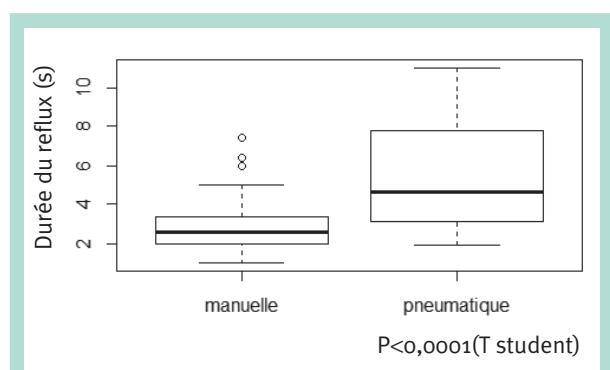 Durée du reflux (s)
10
8
6
4
2
manuelle pneumatique
P<0,0001(T student)